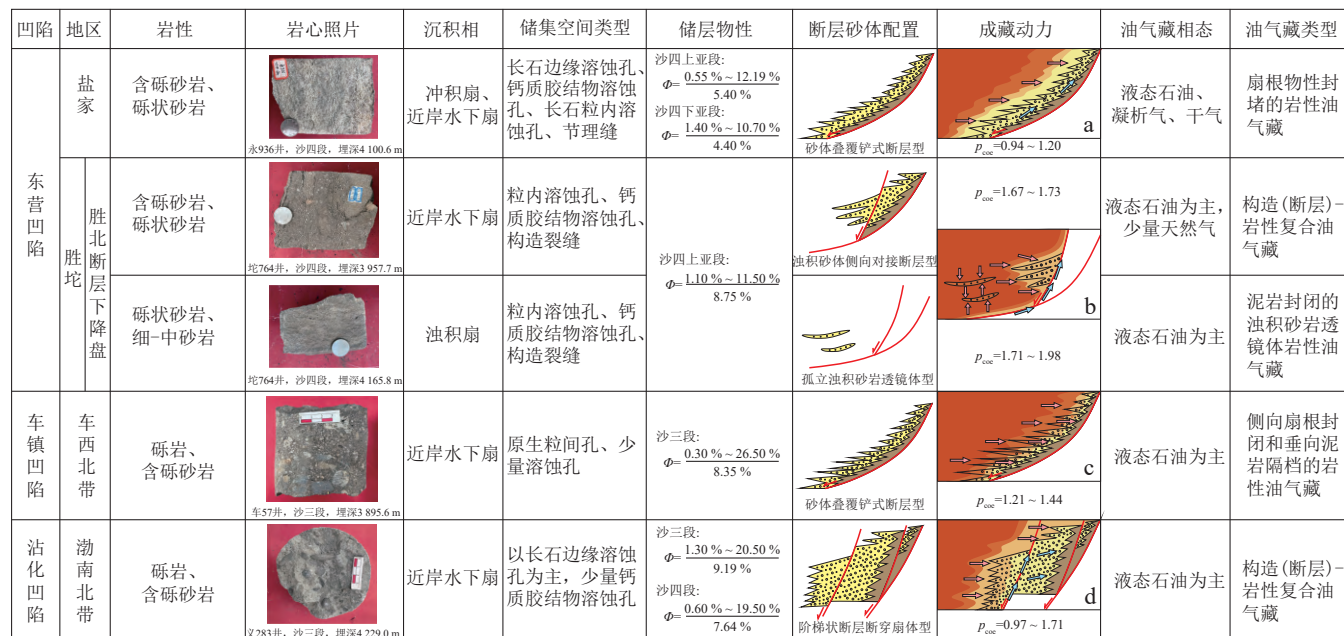 凹陷 地区 岩性 岩心照片 沉积相 储集空间类型 储层物性 断层砂体配置 成藏动力 油气藏相态 油气藏类型
东营凹陷
盐家
含砾砂岩、
砾状砂岩
永936井，沙四段，埋深4 100.6 m
冲积扇、
近岸水下扇
长石边缘溶蚀孔、
钙质胶结物溶蚀
孔、长石粒内溶
蚀孔、节理缝
沙四上亚段:
Φ= 0.55 % ~ 12.19 %
5.40 %
沙四下亚段:
Φ= 1.40 % ~ 10.70 %
4.40 %
砂体叠覆铲式断层型
a
p_coe=0.94 ~ 1.20
液态石油、
凝析气、干气
扇根物性封
堵的岩性油
气藏
胜坨
胜北断层下降盘
含砾砂岩、
砾状砂岩
坨764井，沙四段，埋深3 957.7 m
近岸水下扇
粒内溶蚀孔、钙
质胶结物溶蚀孔、
构造裂缝
沙四上亚段:
Φ= 1.10 % ~ 11.50 %
8.75 %
浊积砂体侧向对接断层型
p_coe=1.67 ~ 1.73
b
液态石油为主，
少量天然气
构造(断层)-
岩性复合油
气藏
砾状砂岩、
细-中砂岩
坨764井，沙四段，埋深4 165.8 m
浊积扇
粒内溶蚀孔、钙
质胶结物溶蚀孔、
构造裂缝
孤立浊积砂岩透镜体型
p_coe=1.71 ~ 1.98
液态石油为主
泥岩封闭的
浊积砂岩透
镜体岩性油
气藏
车镇凹陷
车西北带
砾岩、
含砾砂岩
车57井，沙三段，埋深3 895.6 m
近岸水下扇
原生粒间孔、少
量溶蚀孔
沙三段:
Φ= 0.30 % ~ 26.50 %
8.35 %
砂体叠覆铲式断层型
c
p_coe=1.21 ~ 1.44
液态石油为主
侧向扇根封
闭和垂向泥
岩隔档的岩
性油气藏
沾化凹陷
渤南北带
砾岩、
含砾砂岩
义283井，沙三段，埋深4 229.0 m
近岸水下扇
以长石边缘溶蚀
孔为主，少量钙
质胶结物溶蚀孔
沙三段:
Φ= 1.30 % ~ 20.50 %
9.19 %
沙四段:
Φ= 0.60 % ~ 19.50 %
7.64 %
阶梯状断层断穿扇体型
d
p_coe=0.97 ~ 1.71
液态石油为主
构造(断层)-
岩性复合油
气藏